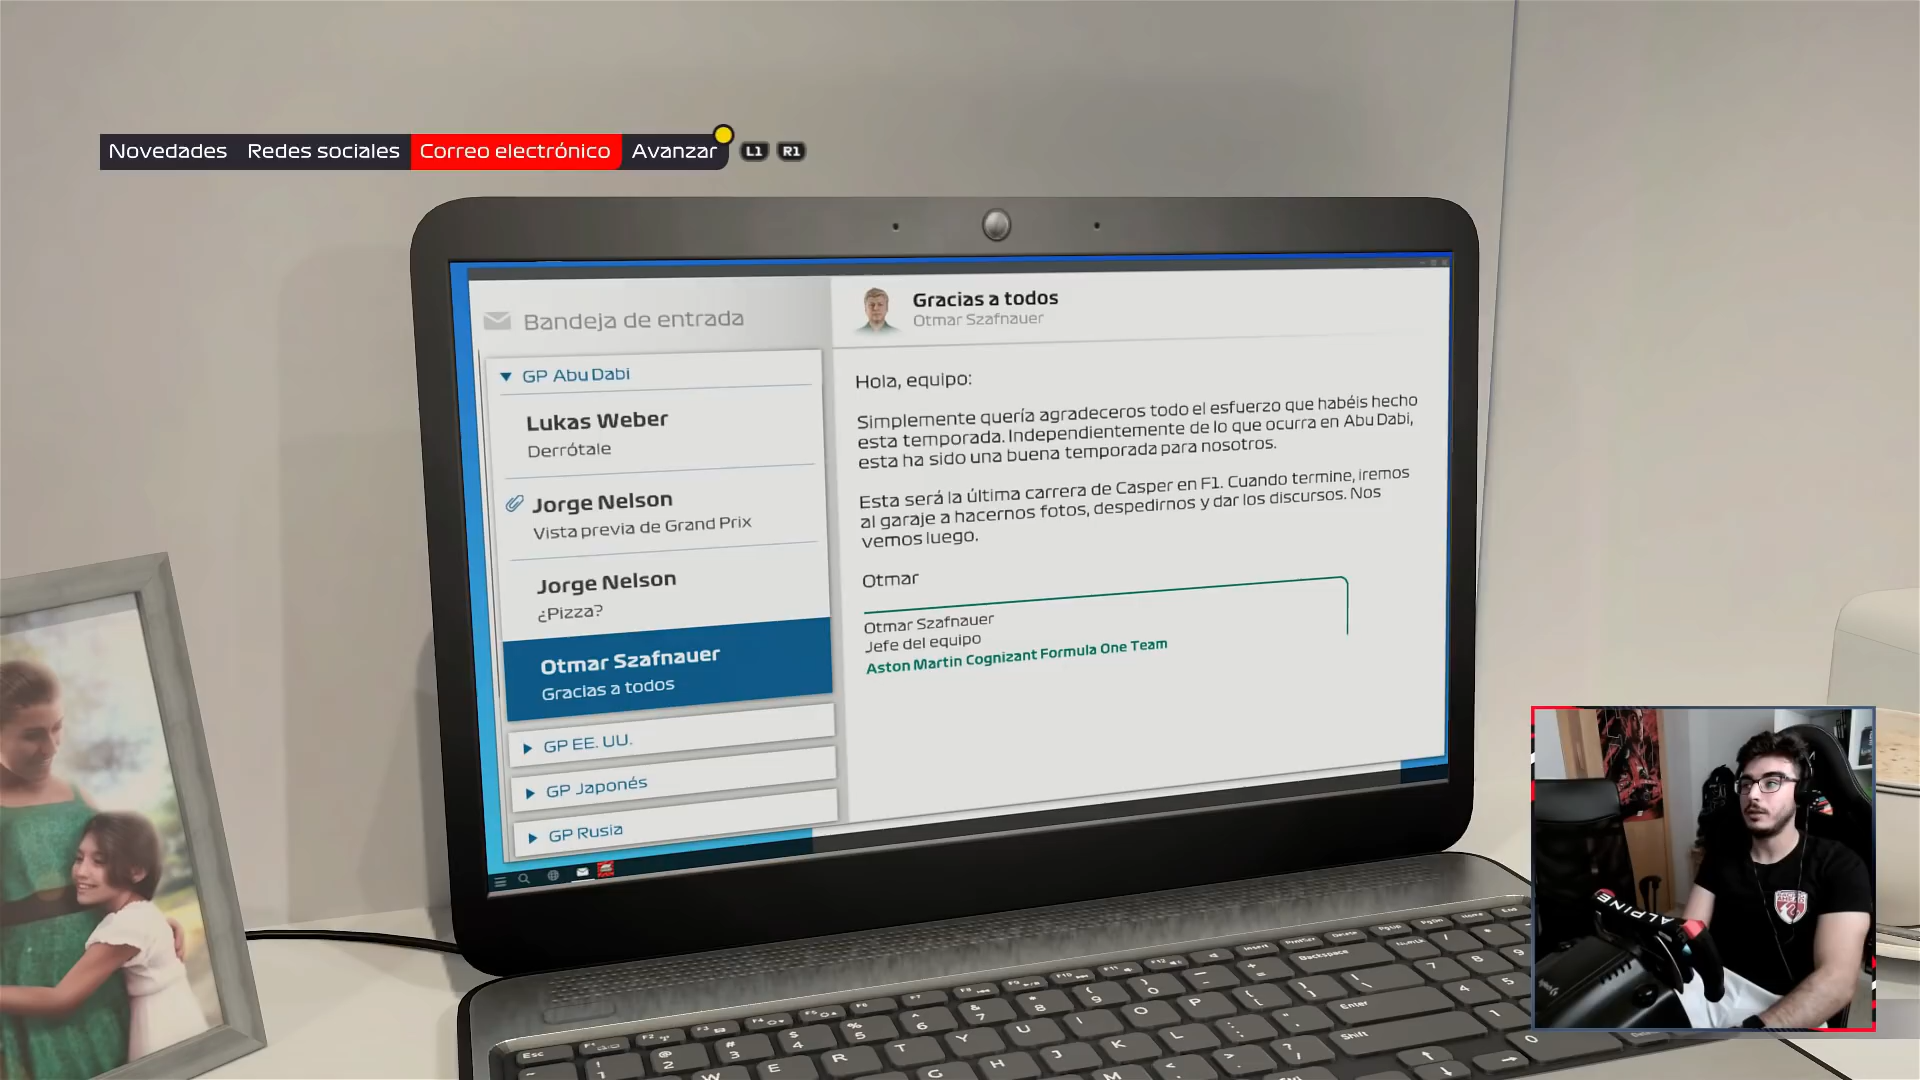 Novedades Redes sociales Correo electrónico Avanzar L1 R1
Bandeja de entrada
GP Abu Dabi
Lukas Weber
Derrótale
Jorge Nelson
Vista previa de Grand Prix
Jorge Nelson
¿Pizza?
Otmar Szafnauer
Gracias a todos
GP EE. UU.
GP Japonés
GP Rusia
Gracias a todos
Otmar Szafnauer
Hola, equipo:
Simplemente quería agradeceros todo el esfuerzo que habéis hecho
esta temporada. Independientemente de lo que ocurra en Abu Dabi,
esta ha sido una buena temporada para nosotros.
Esta será la última carrera de Casper en F1. Cuando termine, iremos
al garaje a hacernos fotos, despedirnos y dar los discursos. Nos
vemos luego.
Otmar
Otmar Szafnauer
Jefe del equipo
Aston Martin Cognizant Formula One Team
ALPINE
Backspace
Enter
Shift
Esc